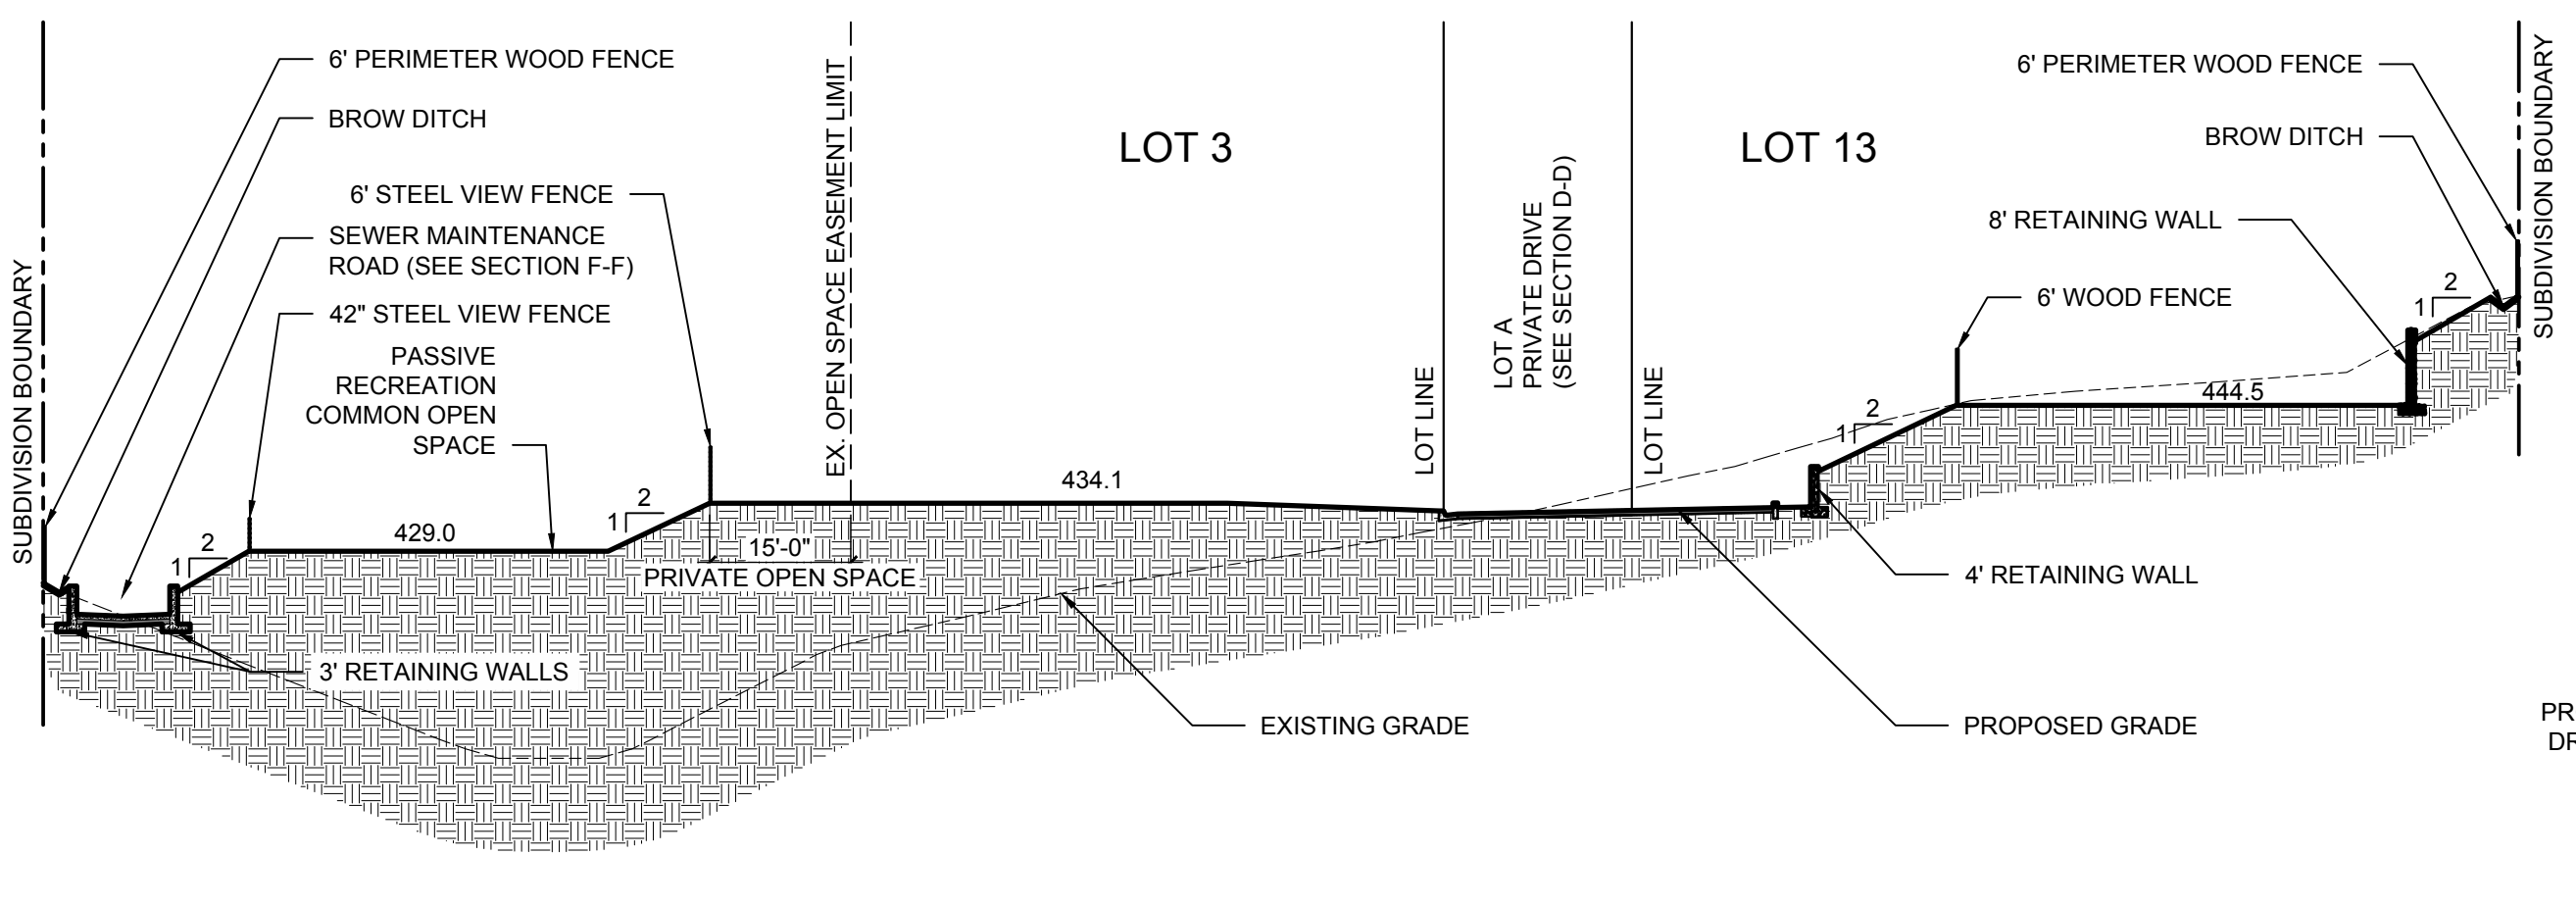 6' PERIMETER WOOD FENCE
BROW DITCH
6' STEEL VIEW FENCE
SEWER MAINTENANCE
ROAD (SEE SECTION F-F)
42" STEEL VIEW FENCE
PASSIVE
RECREATION
COMMON OPEN
SPACE
SUBDIVISION BOUNDARY
1
2
429.0
1
2
3' RETAINING WALLS
15'-0"
PRIVATE OPEN SPACE
EX. OPEN SPACE EASEMENT LIMIT
LOT 3
434.1
EXISTING GRADE
LOT LINE
LOT A
PRIVATE DRIVE
(SEE SECTION D-D)
LOT LINE
LOT 13
6' PERIMETER WOOD FENCE
BROW DITCH
8' RETAINING WALL
6' WOOD FENCE
1
2
444.5
1
2
4' RETAINING WALL
PROPOSED GRADE
SUBDIVISION BOUNDARY
PR
DR